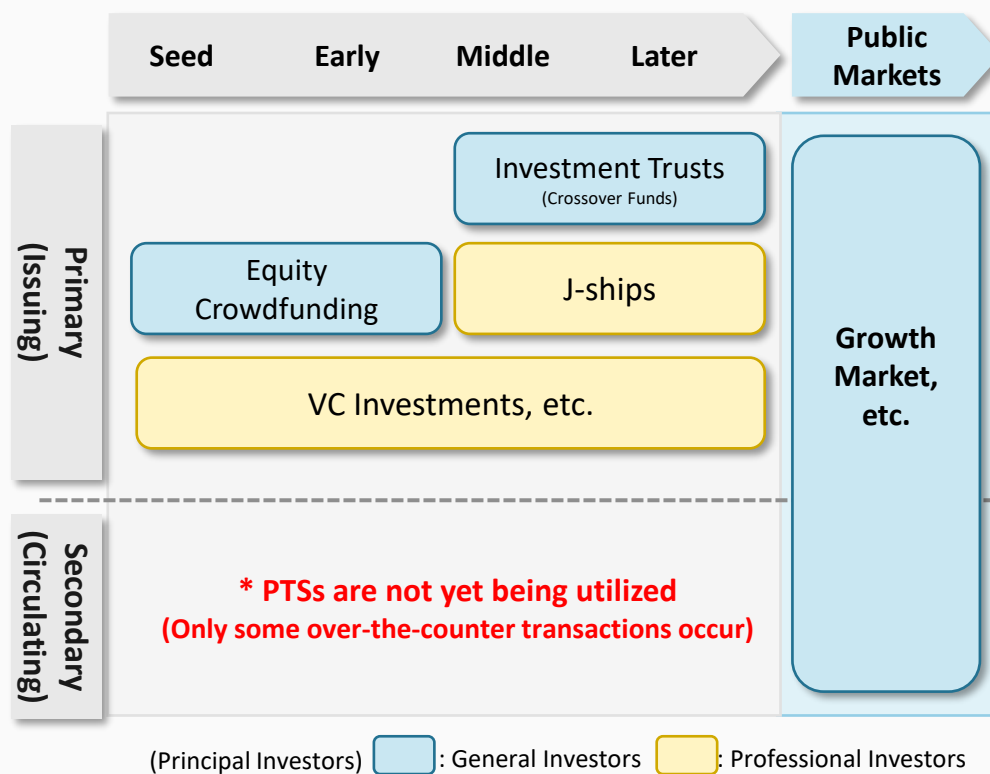 Seed Early Middle Later
Public
Markets
Primary
(Issuing)
Investment Trusts
(Crossover Funds)
Equity
Crowdfunding
J-ships
VC Investments, etc.
Growth
Market,
etc.
Secondary
(Circulating)
* PTSs are not yet being utilized
(Only some over-the-counter transactions occur)
(Principal Investors) : General Investors : Professional Investors